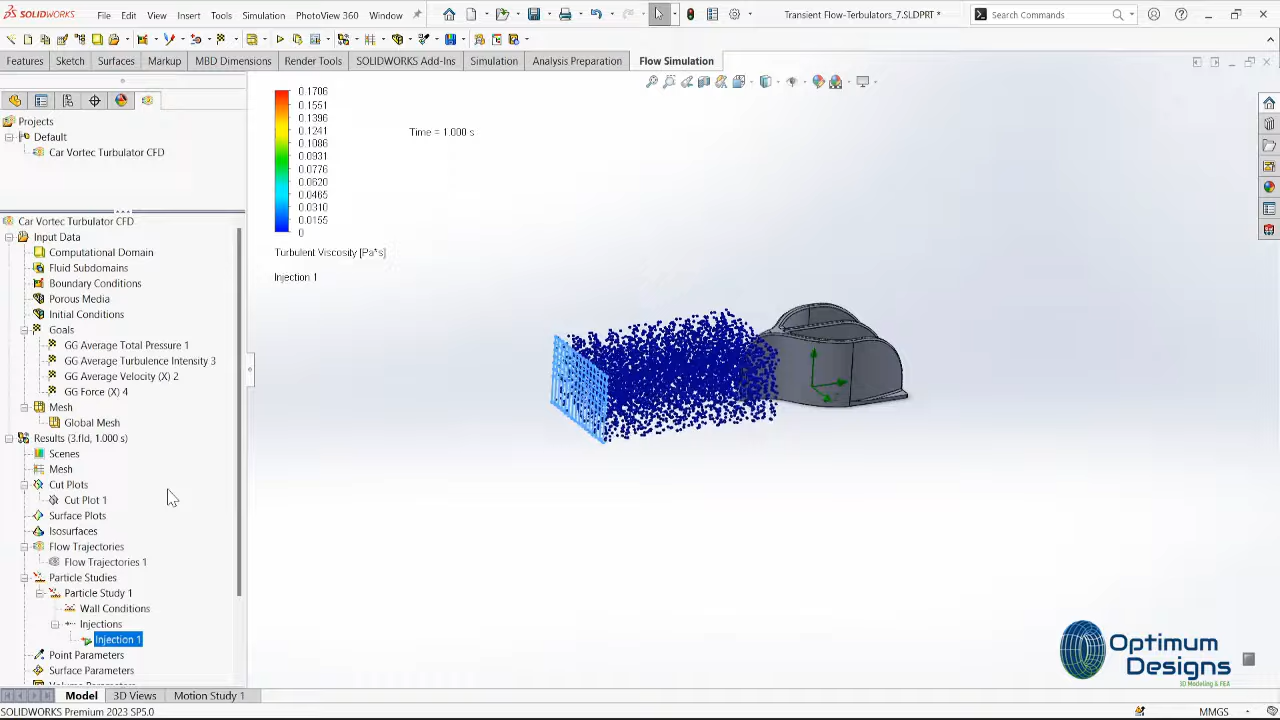 SOLIDWORKS
File Edit View Insert Tools Simulation PhotoView 360 Window
Transient Flow-Terbulators_7.SLDPRT *
Search Commands
Features Sketch Surfaces Markup MBD Dimensions Render Tools SOLIDWORKS Add-Ins Simulation Analysis Preparation Flow Simulation
Projects
Default
Car Vortec Turbulator CFD
Car Vortec Turbulator CFD
Input Data
Computational Domain
Fluid Subdomains
Boundary Conditions
Porous Media
Initial Conditions
Goals
GG Average Total Pressure 1
GG Average Turbulence Intensity 3
GG Average Velocity (X) 2
GG Force (X) 4
Mesh
Global Mesh
Results (3.fld, 1.000 s)
Scenes
Mesh
Cut Plots
Cut Plot 1
Surface Plots
Isosurfaces
Flow Trajectories
Flow Trajectories 1
Particle Studies
Particle Study 1
Wall Conditions
Injections
Injection 1
Point Parameters
Surface Parameters
0.1706
0.1551
0.1396
0.1241
0.1086
0.0931
0.0776
0.0620
0.0465
0.0310
0.0155
0
Time = 1.000 s
Turbulent Viscosity [Pa*s]
Injection 1
Optimum
Designs
3D Modeling & FEA
Model 3D Views Motion Study 1
SOLIDWORKS Premium 2023 SP5.0
MMGS